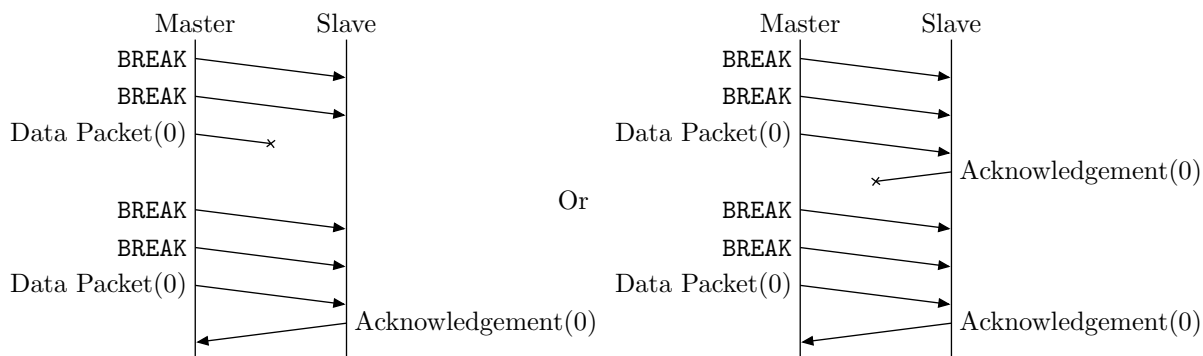 Master Slave
BREAK
BREAK
Data Packet(0)
BREAK
BREAK
Data Packet(0)
Acknowledgement(0)
Or
Master Slave
BREAK
BREAK
Data Packet(0)
Acknowledgement(0)
BREAK
BREAK
Data Packet(0)
Acknowledgement(0)